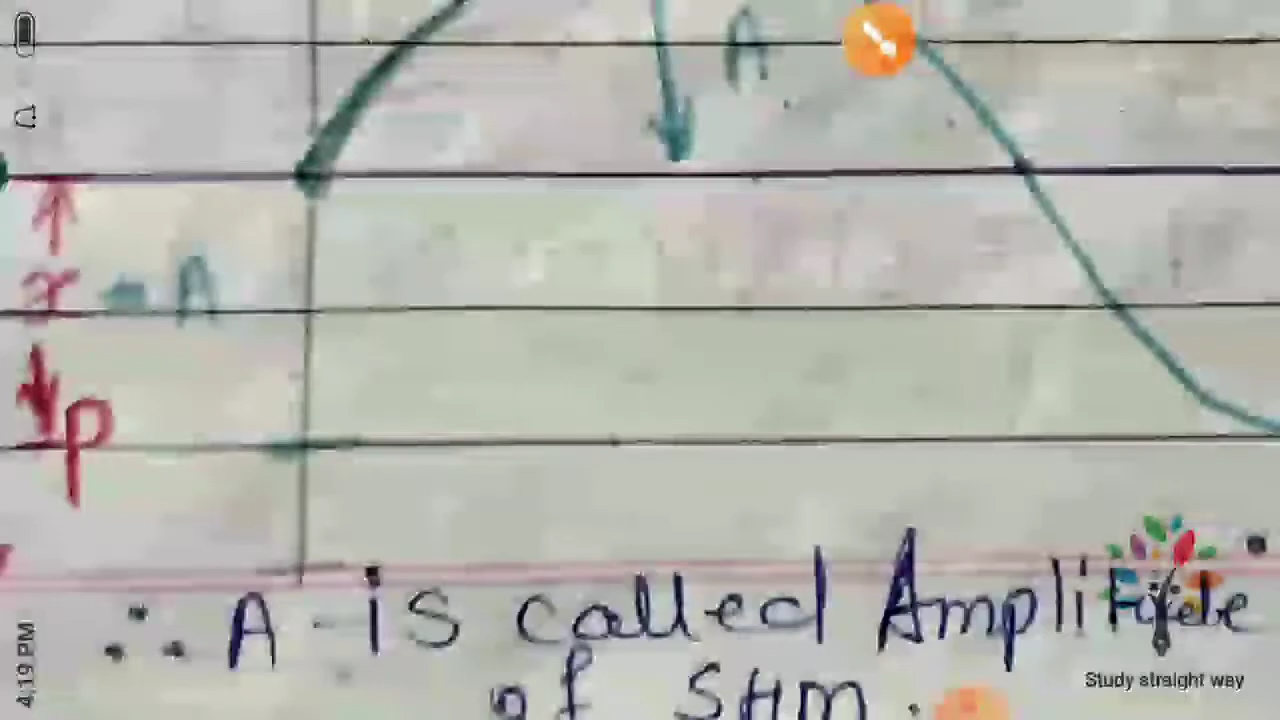 A
x - A
P
∴ A - is called Amplitude
of SHM.
Study straight way
4:19 PM